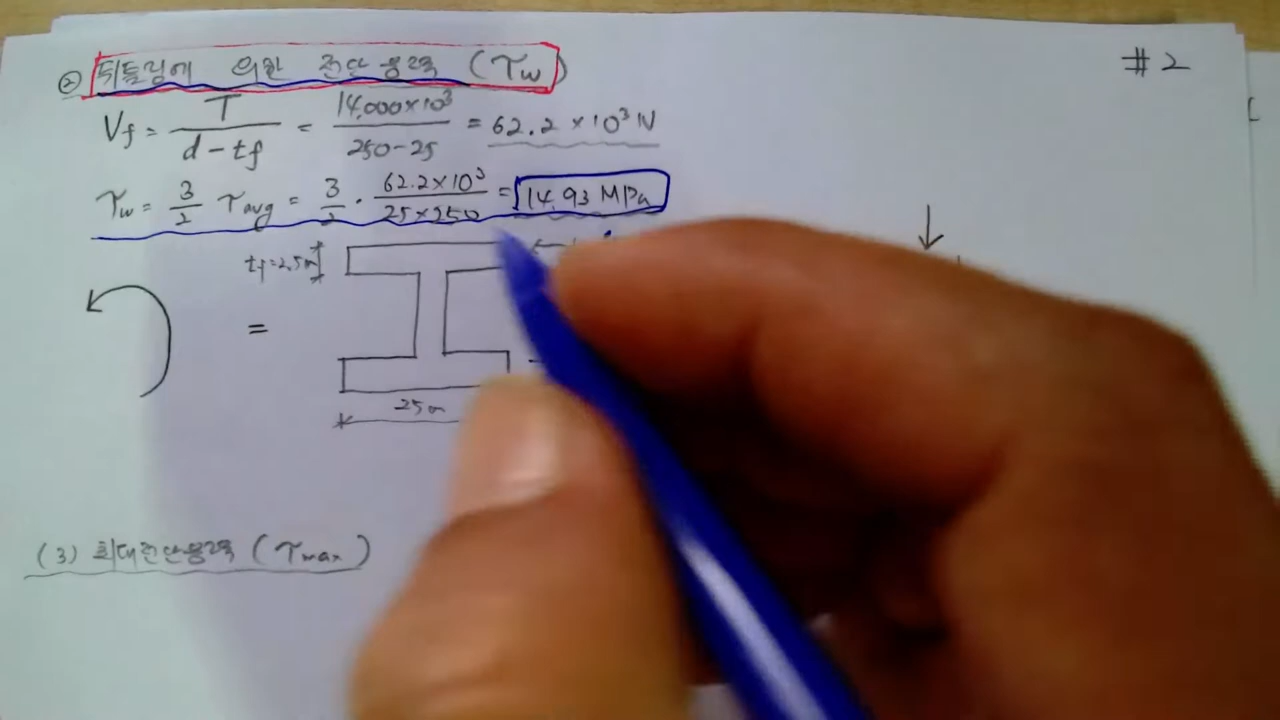 #2
② 뒤틀림에 의한 전단응력 (τw)
Vf = T / (d - tf) = 14,000×10³ / (250-25) = 62.2 ×10³ N
τw = 3/2 τavg = 3/2 · 62.2×10³ / (25×250) = 14.93 MPa
tf=2.5m
=
25m
(3) 최대전단응력 (τmax)